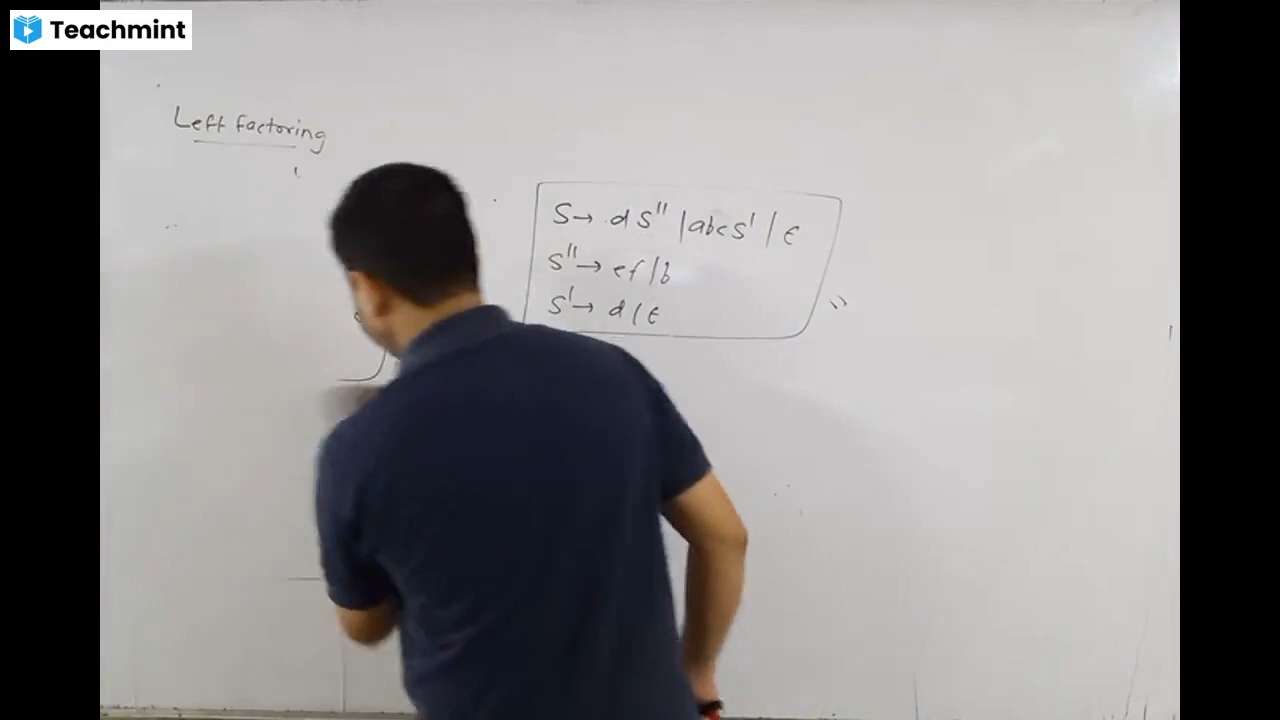 Teachmint
Left factoring
S→ dS'' | abcS' | ε
S''→ ef | b
S'→ d | ε